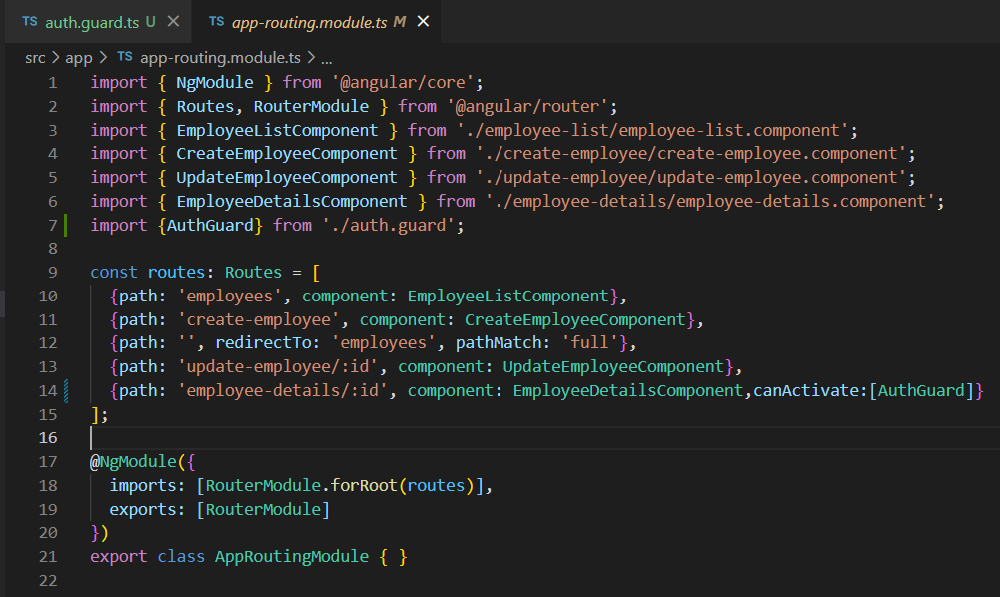 TS auth.guard.ts U ✕ TS app-routing.module.ts M ✕
src > app > TS app-routing.module.ts > ...
1 import { NgModule } from '@angular/core';
2 import { Routes, RouterModule } from '@angular/router';
3 import { EmployeeListComponent } from './employee-list/employee-list.component';
4 import { CreateEmployeeComponent } from './create-employee/create-employee.component';
5 import { UpdateEmployeeComponent } from './update-employee/update-employee.component';
6 import { EmployeeDetailsComponent } from './employee-details/employee-details.component';
7 import {AuthGuard} from './auth.guard';
8
9 const routes: Routes = [
10   {path: 'employees', component: EmployeeListComponent},
11   {path: 'create-employee', component: CreateEmployeeComponent},
12   {path: '', redirectTo: 'employees', pathMatch: 'full'},
13   {path: 'update-employee/:id', component: UpdateEmployeeComponent},
14   {path: 'employee-details/:id', component: EmployeeDetailsComponent,canActivate:[AuthGuard]}
15 ];
16
17 @NgModule({
18   imports: [RouterModule.forRoot(routes)],
19   exports: [RouterModule]
20 })
21 export class AppRoutingModule { }
22